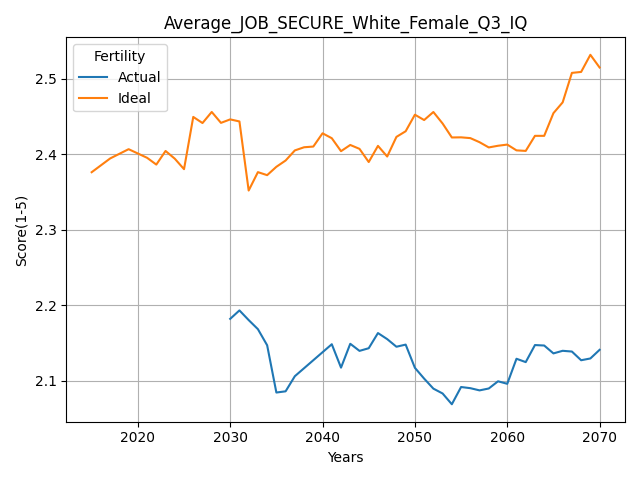 Average_JOB_SECURE_White_Female_Q3_IQ
Fertility
Actual
Ideal
Score(1-5)
2.5
2.4
2.3
2.2
2.1
2020 2030 2040 2050 2060 2070
Years